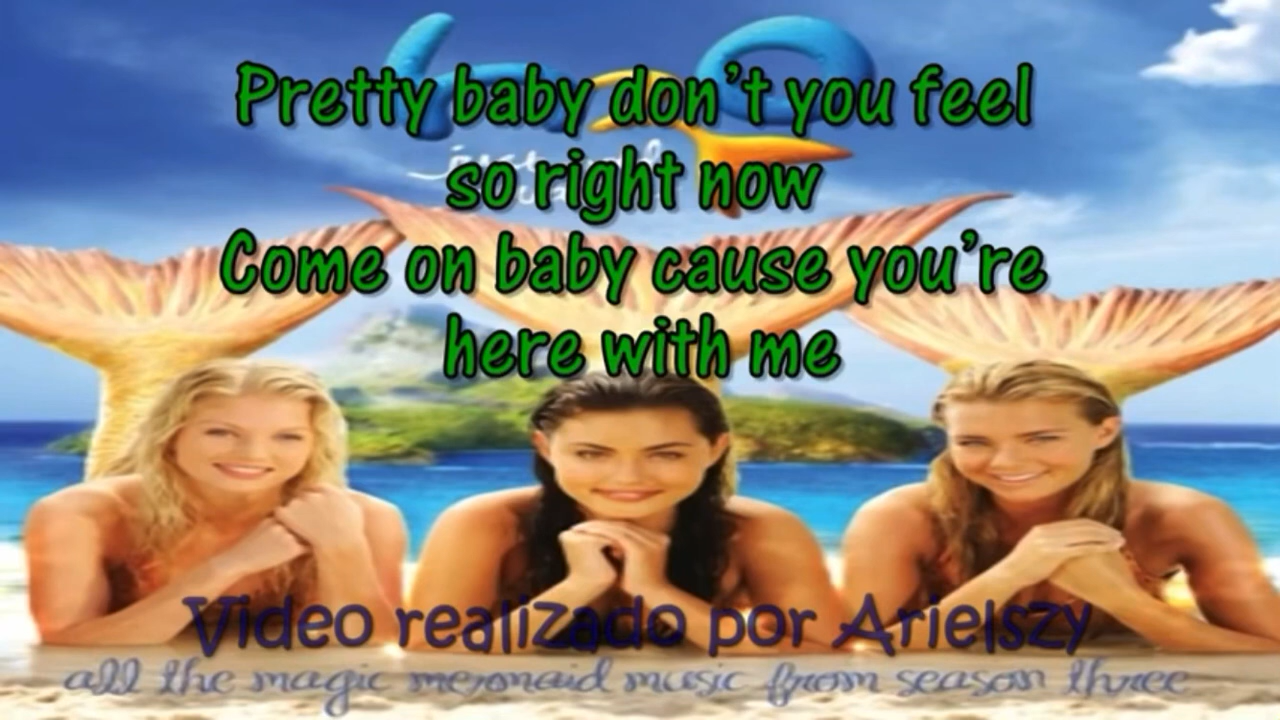 h2O
Pretty baby don't you feel
so right now
Come on baby cause you're
here with me
Video realizado por Arielszy
all the magic mermaid music from season three